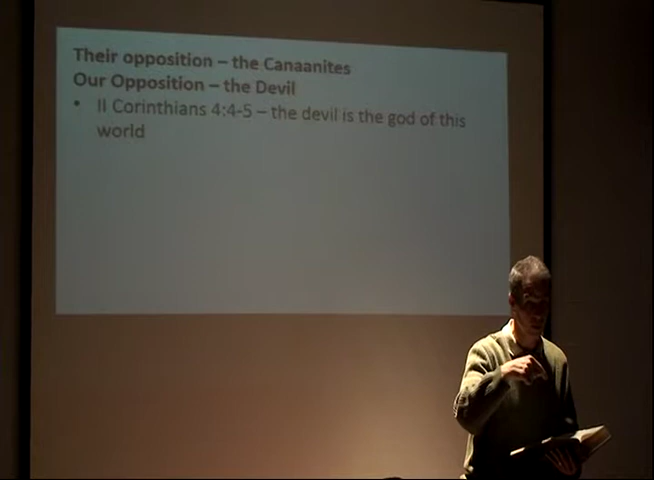 Their opposition – the Canaanites
Our Opposition – the Devil
• II Corinthians 4:4-5 – the devil is the god of this
world